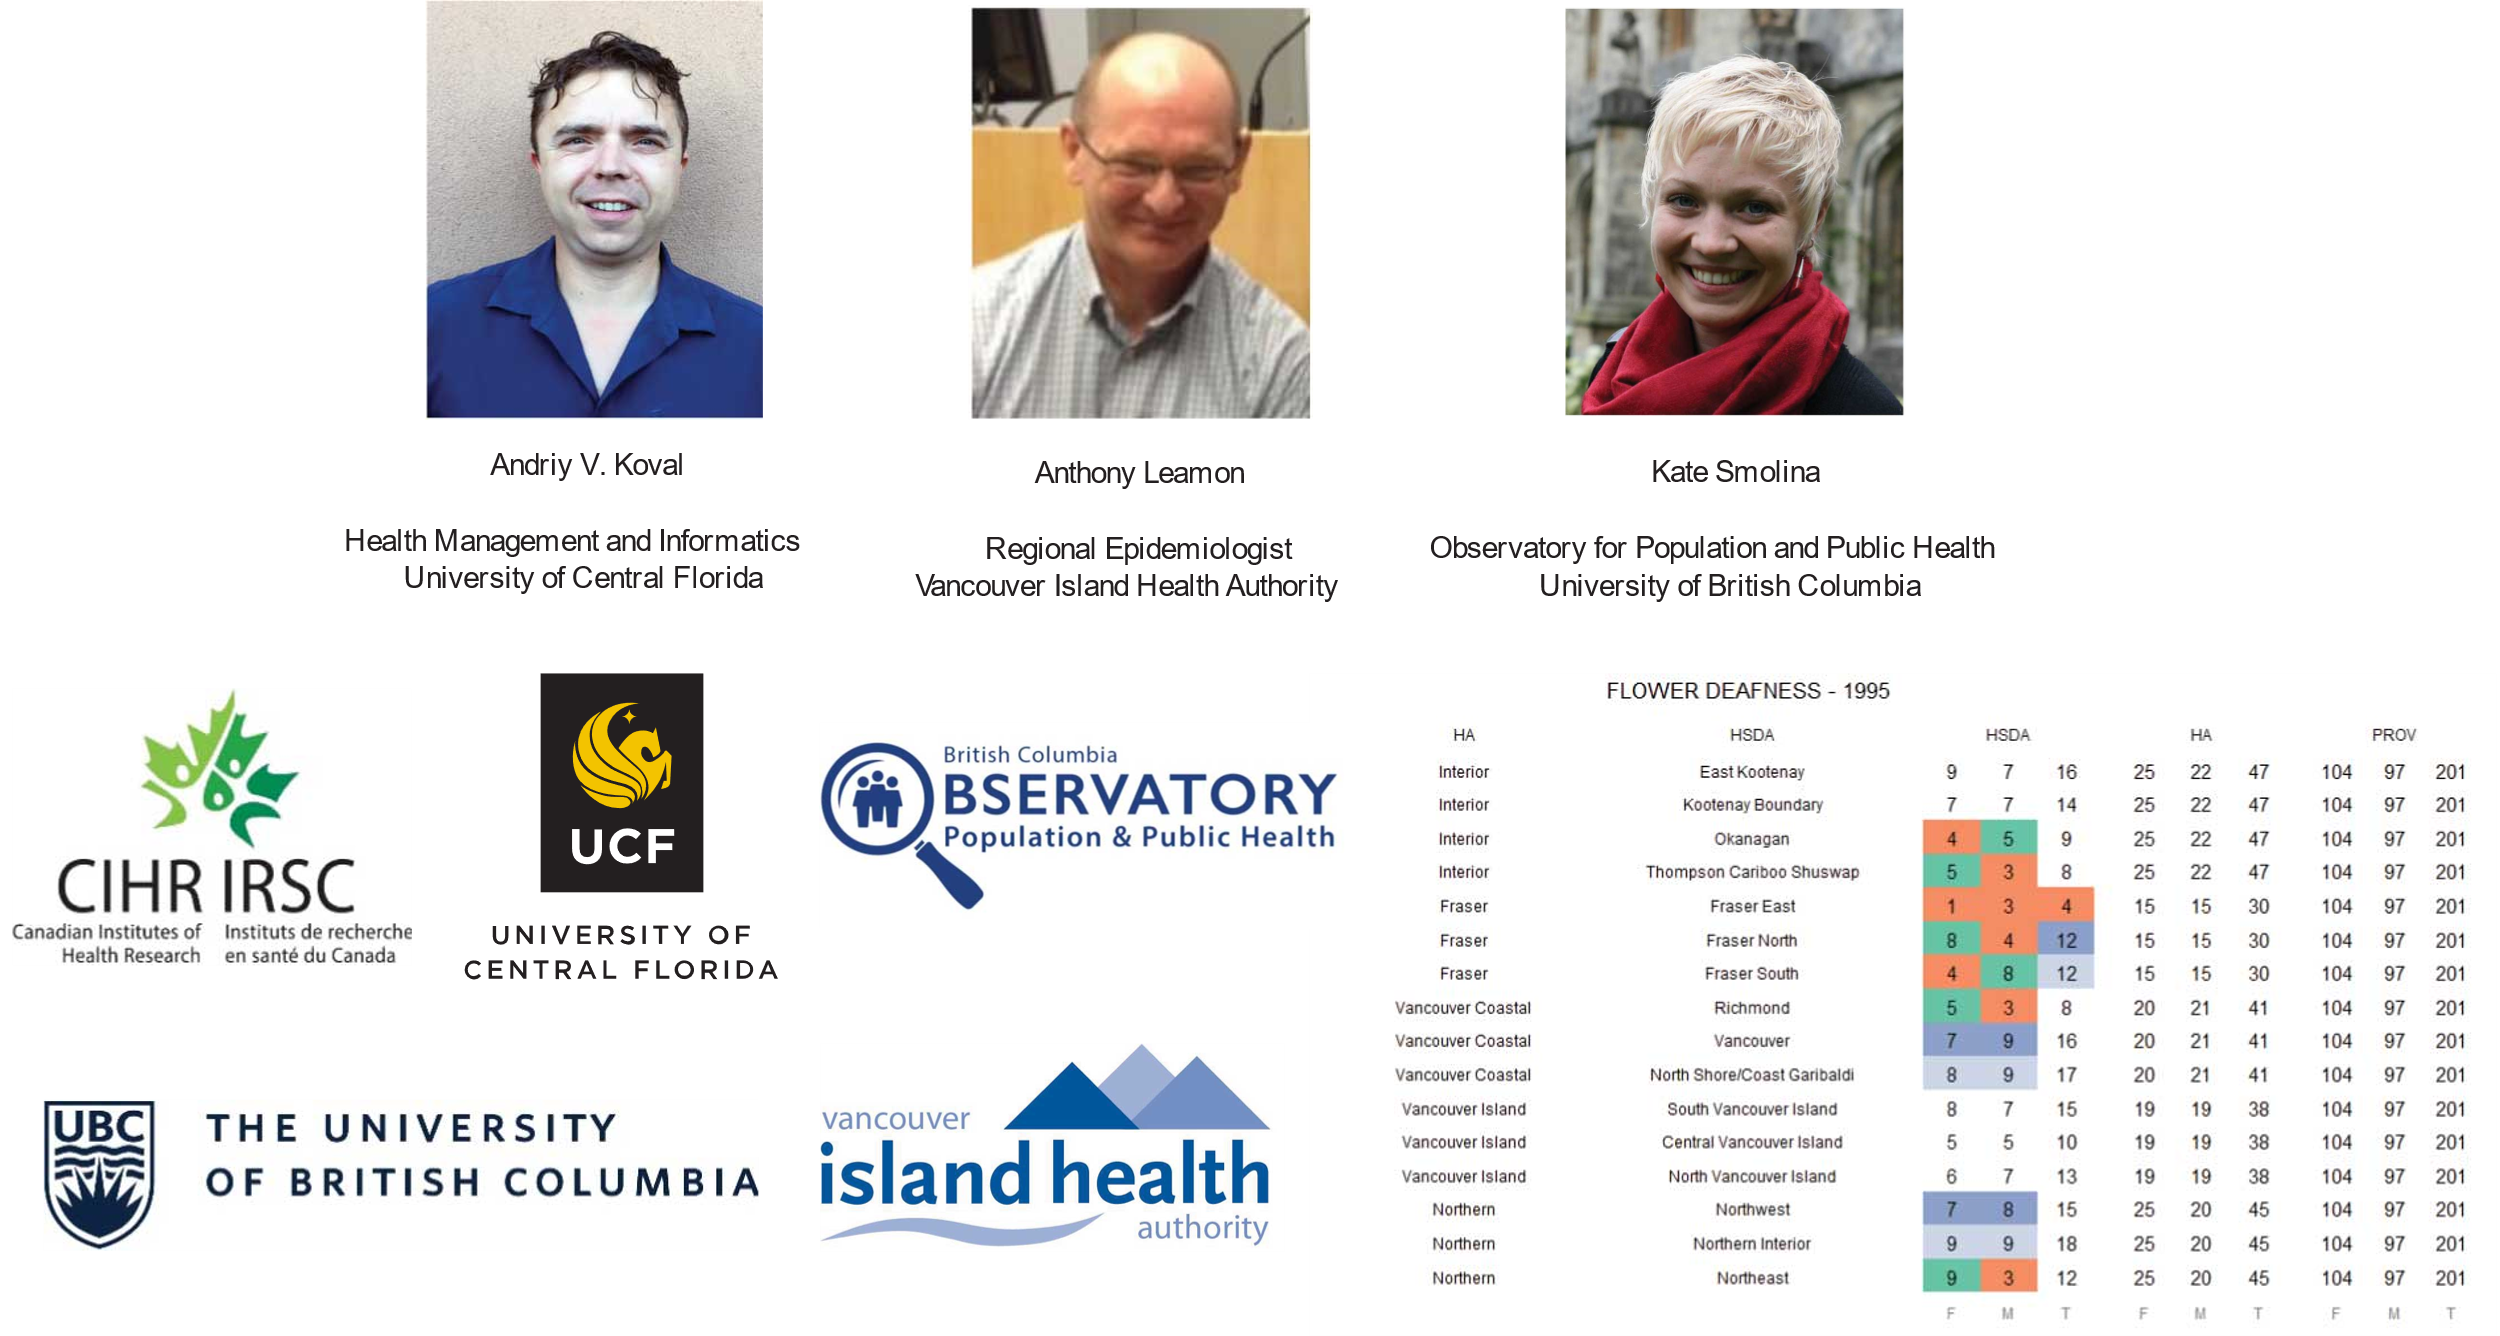 Andriy V. Koval
Health Management and Informatics
University of Central Florida
Anthony Leamon
Regional Epidemiologist
Vancouver Island Health Authority
Kate Smolina
Observatory for Population and Public Health
University of British Columbia
CIHR IRSC
Canadian Institutes of Health Research
Instituts de recherche en santé du Canada
UCF
UNIVERSITY OF
CENTRAL FLORIDA
British Columbia
BSERVATORY
Population & Public Health
UBC
THE UNIVERSITY
OF BRITISH COLUMBIA
vancouver
island health
authority
FLOWER DEAFNESS - 1995
HA HSDA HSDA HA PROV
Interior East Kootenay 9 7 16 25 22 47 104 97 201
Interior Kootenay Boundary 7 7 14 25 22 47 104 97 201
Interior Okanagan 4 5 9 25 22 47 104 97 201
Interior Thompson Cariboo Shuswap 5 3 8 25 22 47 104 97 201
Fraser Fraser East 1 3 4 15 15 30 104 97 201
Fraser Fraser North 8 4 12 15 15 30 104 97 201
Fraser Fraser South 4 8 12 15 15 30 104 97 201
Vancouver Coastal Richmond 5 3 8 20 21 41 104 97 201
Vancouver Coastal Vancouver 7 9 16 20 21 41 104 97 201
Vancouver Coastal North Shore/Coast Garibaldi 8 9 17 20 21 41 104 97 201
Vancouver Island South Vancouver Island 8 7 15 19 19 38 104 97 201
Vancouver Island Central Vancouver Island 5 5 10 19 19 38 104 97 201
Vancouver Island North Vancouver Island 6 7 13 19 19 38 104 97 201
Northern Northwest 7 8 15 25 20 45 104 97 201
Northern Northern Interior 9 9 18 25 20 45 104 97 201
Northern Northeast 9 3 12 25 20 45 104 97 201
F M T F M T F M T